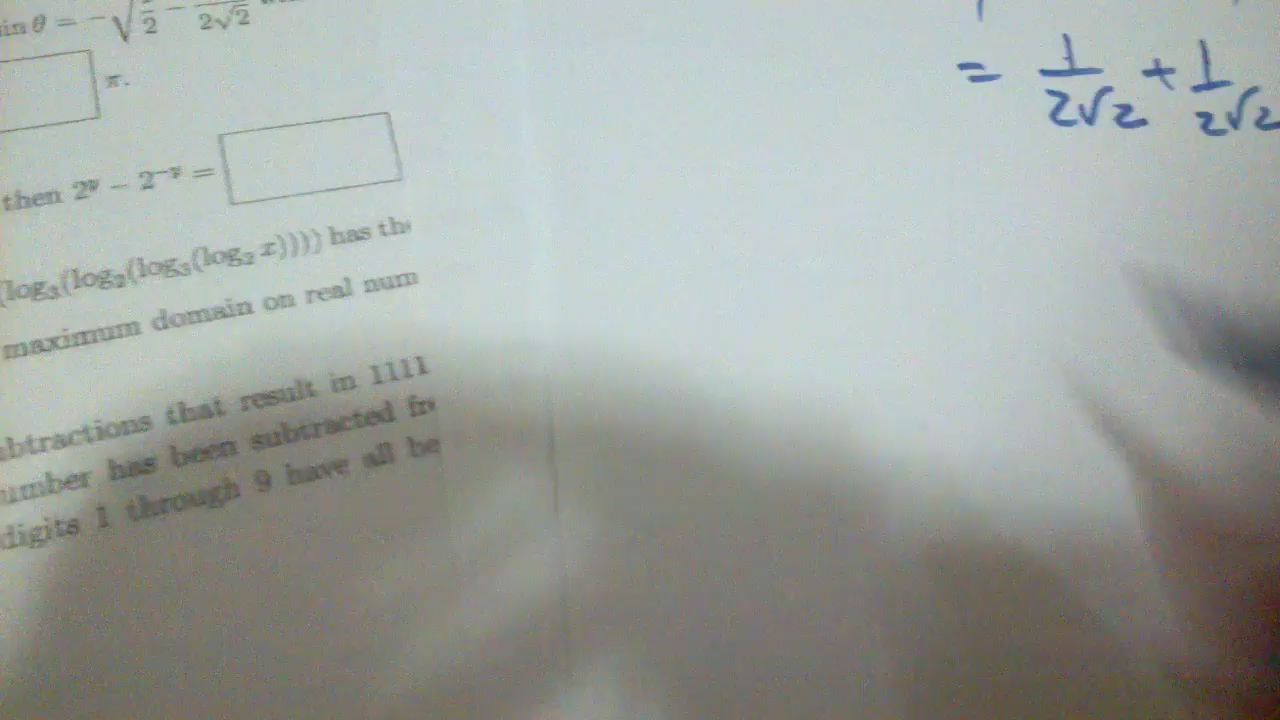 in θ = -√ /2 - /2√2
π.
then 2^y - 2^-y =
(log₃(log₂(log₃(log₂ x)))) has the
maximum domain on real num
btractions that result in 1111
umber has been subtracted fr
digits 1 through 9 have all be
= 1/2√2 + 1/2√2